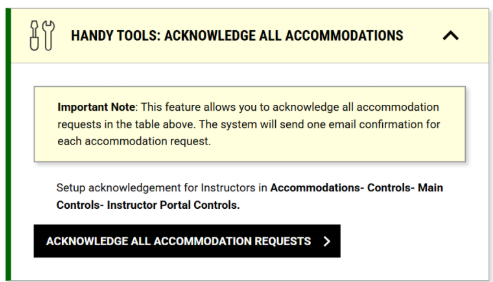 HANDY TOOLS: ACKNOWLEDGE ALL ACCOMMODATIONS
Important Note: This feature allows you to acknowledge all accommodation
requests in the table above. The system will send one email confirmation for
each accommodation request.
Setup acknowledgement for Instructors in Accommodations- Controls- Main
Controls- Instructor Portal Controls.
ACKNOWLEDGE ALL ACCOMMODATION REQUESTS